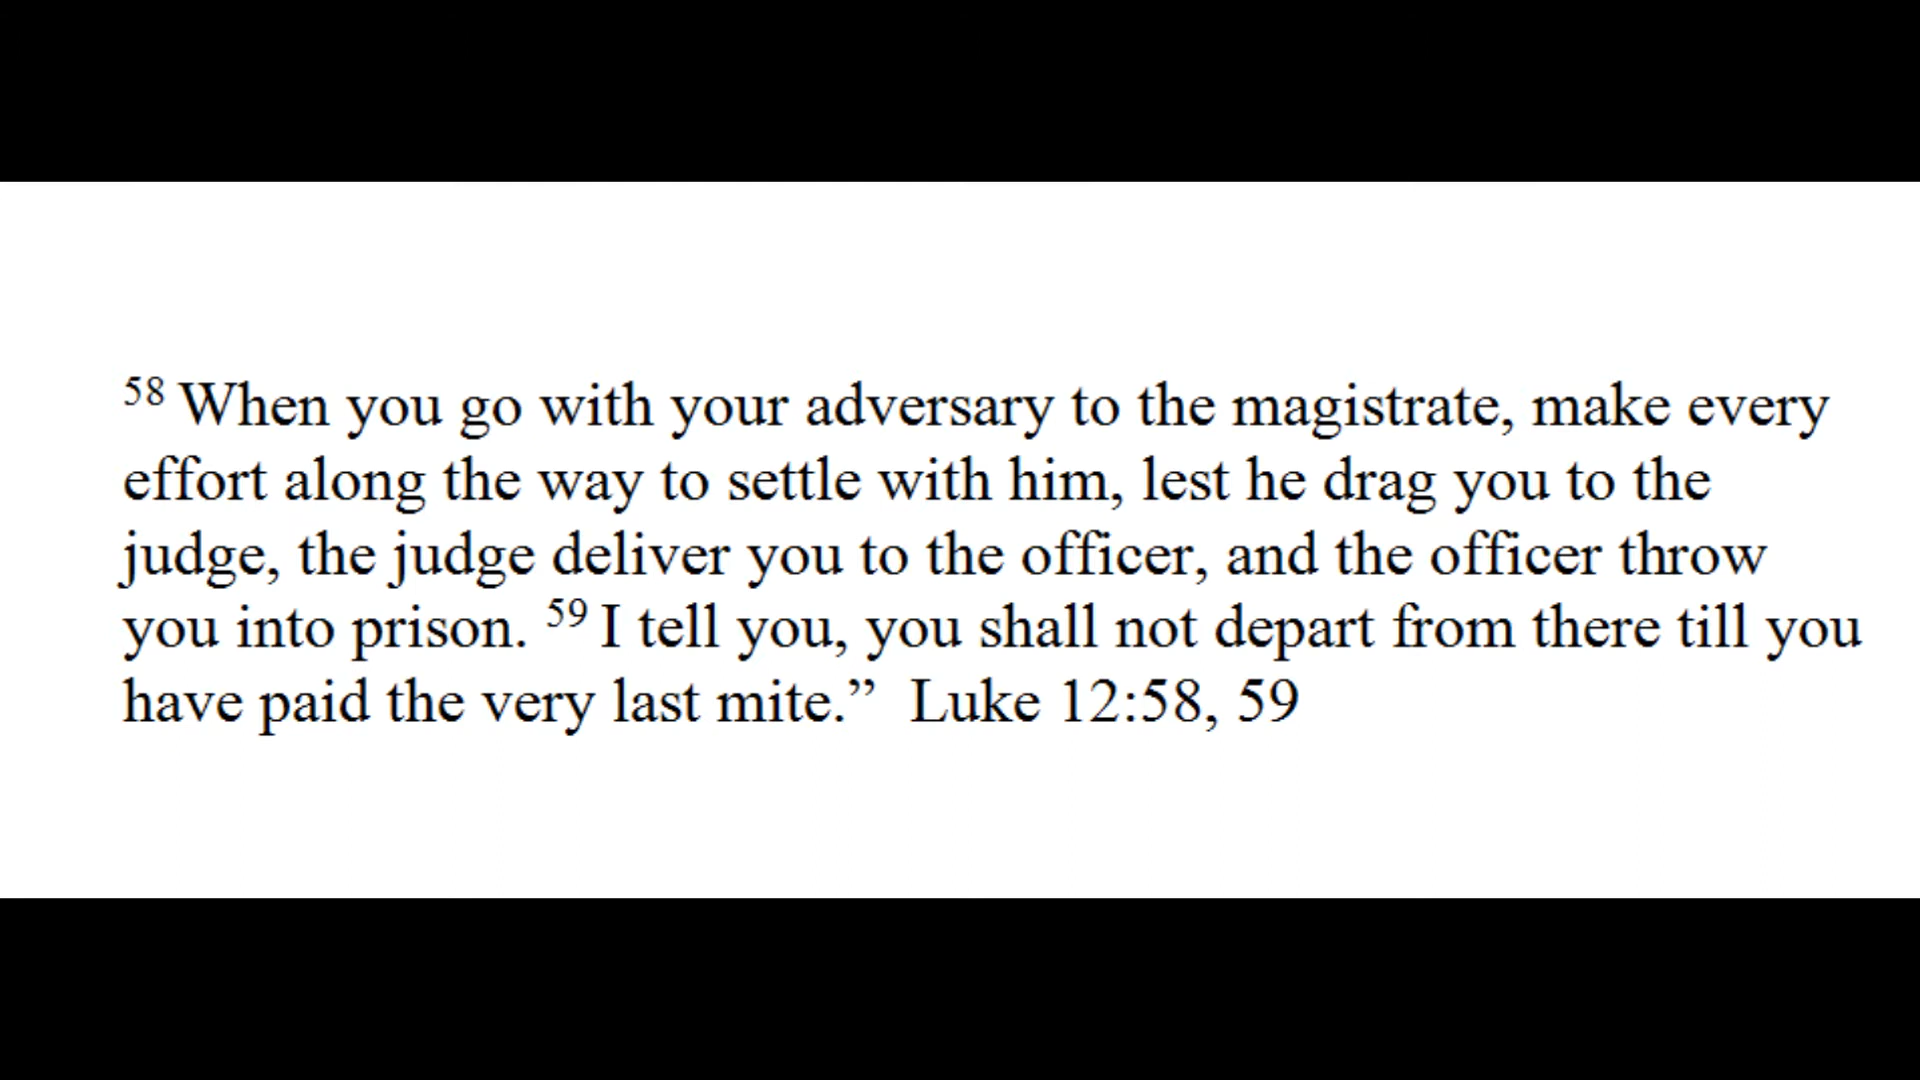 58 When you go with your adversary to the magistrate, make every
effort along the way to settle with him, lest he drag you to the
judge, the judge deliver you to the officer, and the officer throw
you into prison. 59 I tell you, you shall not depart from there till you
have paid the very last mite.”  Luke 12:58, 59